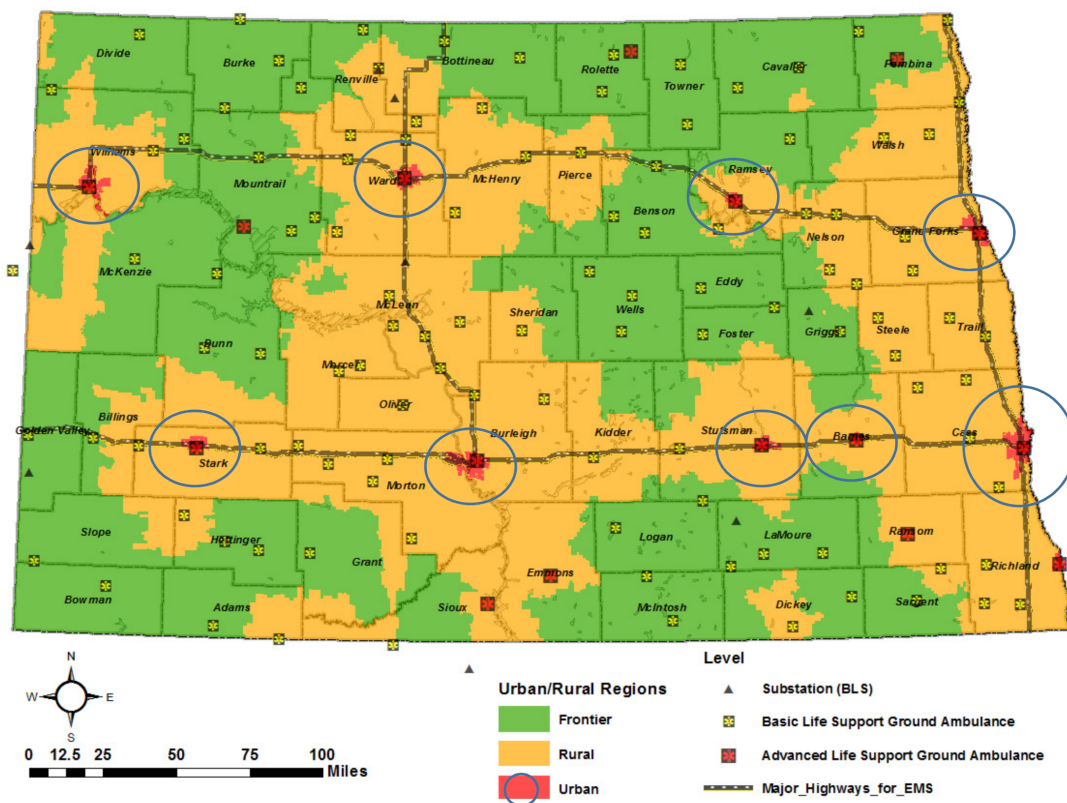 Divide
Burke
Renville
Bottineau
Rolette
Towner
Cavalier
Pembina
Williams
Mountrail
Ward
McHenry
Pierce
Benson
Ramsey
Walsh
Nelson
Grand Forks
McKenzie
McLean
Sheridan
Wells
Eddy
Foster
Griggs
Steele
Traill
Dunn
Mercer
Oliver
Golden Valley
Billings
Stark
Morton
Burleigh
Kidder
Stutsman
Barnes
Cass
Slope
Hettinger
Grant
Emmons
Logan
LaMoure
Ransom
Richland
Bowman
Adams
Sioux
McIntosh
Dickey
Sargent
N
W E
S
0 12.5 25 50 75 100
Miles
Urban/Rural Regions
Frontier
Rural
Urban
Level
Substation (BLS)
Basic Life Support Ground Ambulance
Advanced Life Support Ground Ambulance
Major_Highways_for_EMS